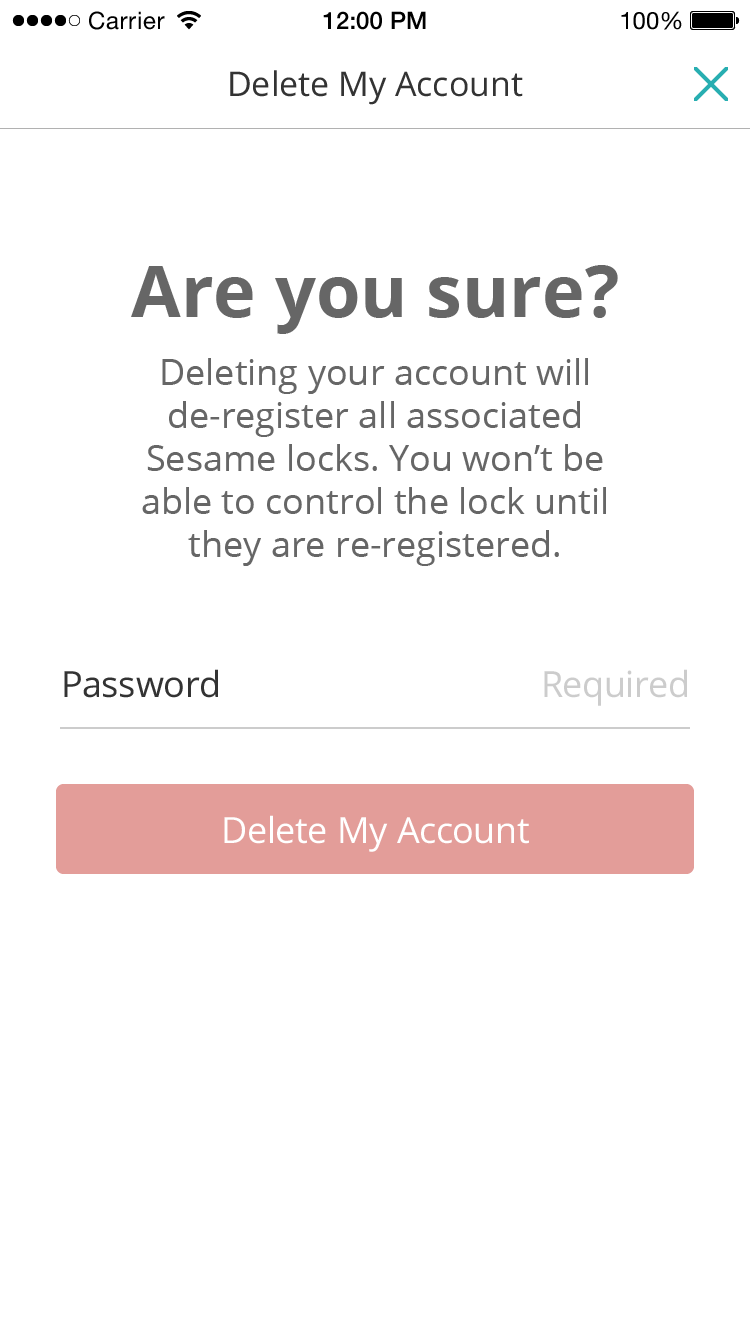 Carrier 12:00 PM 100%
Delete My Account
Are you sure?
Deleting your account will
de-register all associated
Sesame locks. You won’t be
able to control the lock until
they are re-registered.
Password Required
Delete My Account